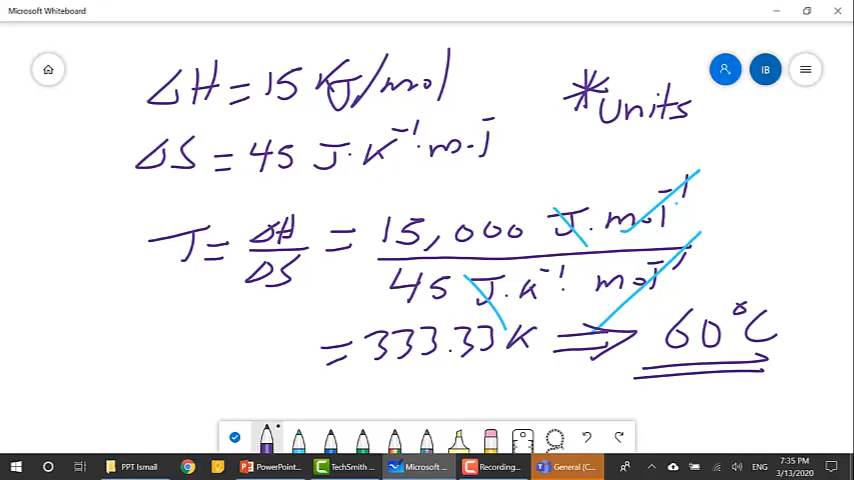 Microsoft Whiteboard
IB
ΔH = 15 KJ/mol
*Units
ΔS = 45 J·K⁻¹·mol⁻¹
T = ΔH/ΔS = 15,000 J·mol⁻¹ / 45 J·K⁻¹·mol⁻¹
= 333.33K ⇒ 60°C
PPT Ismail
PowerPoint...
TechSmith ...
Microsoft ...
Recording...
General (C...
ENG
7:35 PM
3/13/2020